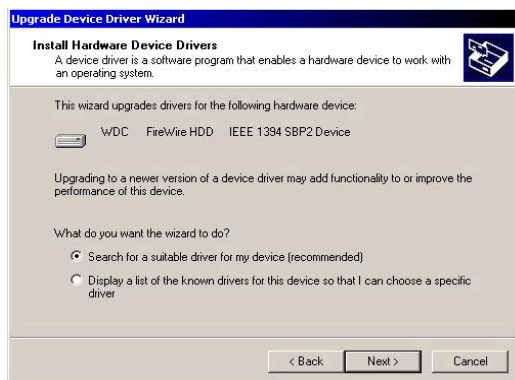 Upgrade Device Driver Wizard
Install Hardware Device Drivers
A device driver is a software program that enables a hardware device to work with
an operating system.
This wizard upgrades drivers for the following hardware device:
WDC FireWire HDD IEEE 1394 SBP2 Device
Upgrading to a newer version of a device driver may add functionality to or improve the
performance of this device.
What do you want the wizard to do?
Search for a suitable driver for my device (recommended)
Display a list of the known drivers for this device so that I can choose a specific
driver
< Back Next > Cancel